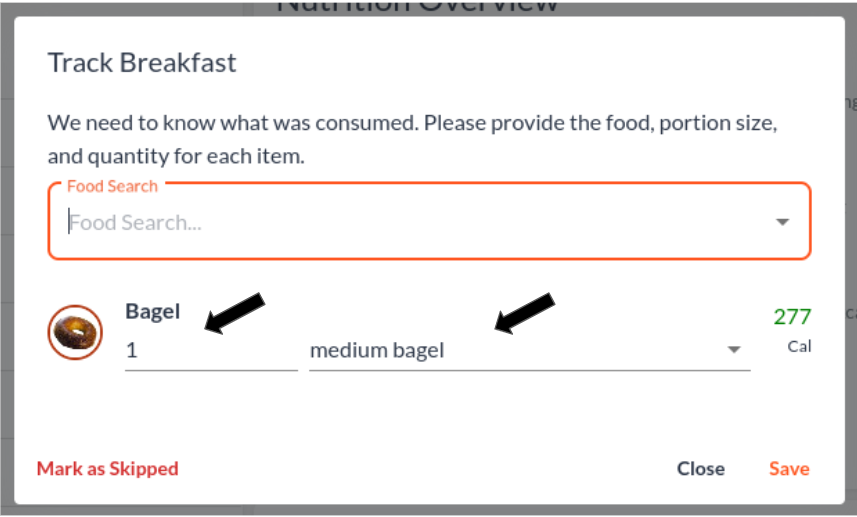 Nutrition Overview
Track Breakfast
We need to know what was consumed. Please provide the food, portion size,
and quantity for each item.
Food Search
Food Search...
Bagel
1
medium bagel
277
Cal
Mark as Skipped
Close
Save